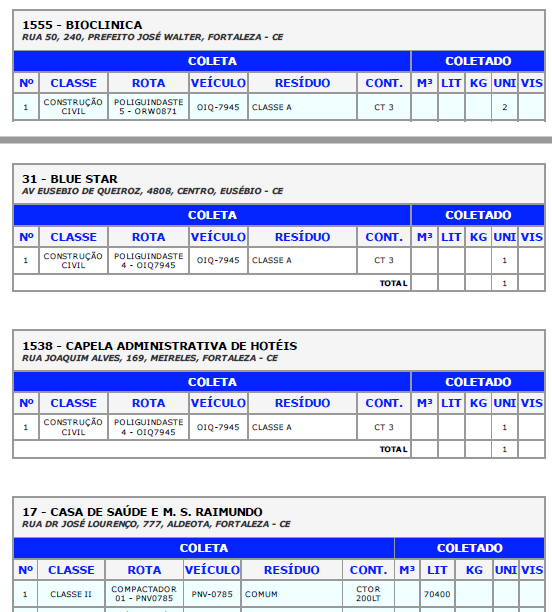 1555 - BIOCLINICA
RUA 50, 240, PREFEITO JOSÉ WALTER, FORTALEZA - CE
COLETA COLETADO
Nº CLASSE ROTA VEÍCULO RESÍDUO CONT. M³ LIT KG UNI VIS
1 CONSTRUÇÃO CIVIL POLIGUINDASTE 5 - ORW0871 OIQ-7945 CLASSE A CT 3 2
31 - BLUE STAR
AV EUSEBIO DE QUEIROZ, 4808, CENTRO, EUSÉBIO - CE
COLETA COLETADO
Nº CLASSE ROTA VEÍCULO RESÍDUO CONT. M³ LIT KG UNI VIS
1 CONSTRUÇÃO CIVIL POLIGUINDASTE 4 - OIQ7945 OIQ-7945 CLASSE A CT 3 1
TOTAL 1
1538 - CAPELA ADMINISTRATIVA DE HOTÉIS
RUA JOAQUIM ALVES, 169, MEIRELES, FORTALEZA - CE
COLETA COLETADO
Nº CLASSE ROTA VEÍCULO RESÍDUO CONT. M³ LIT KG UNI VIS
1 CONSTRUÇÃO CIVIL POLIGUINDASTE 4 - OIQ7945 OIQ-7945 CLASSE A CT 3 1
TOTAL 1
17 - CASA DE SAÚDE E M. S. RAIMUNDO
RUA DR JOSÉ LOURENÇO, 777, ALDEOTA, FORTALEZA - CE
COLETA COLETADO
Nº CLASSE ROTA VEÍCULO RESÍDUO CONT. M³ LIT KG UNI VIS
1 CLASSE II COMPACTADOR 01 - PNV0785 PNV-0785 COMUM CTOR 200LT 70400